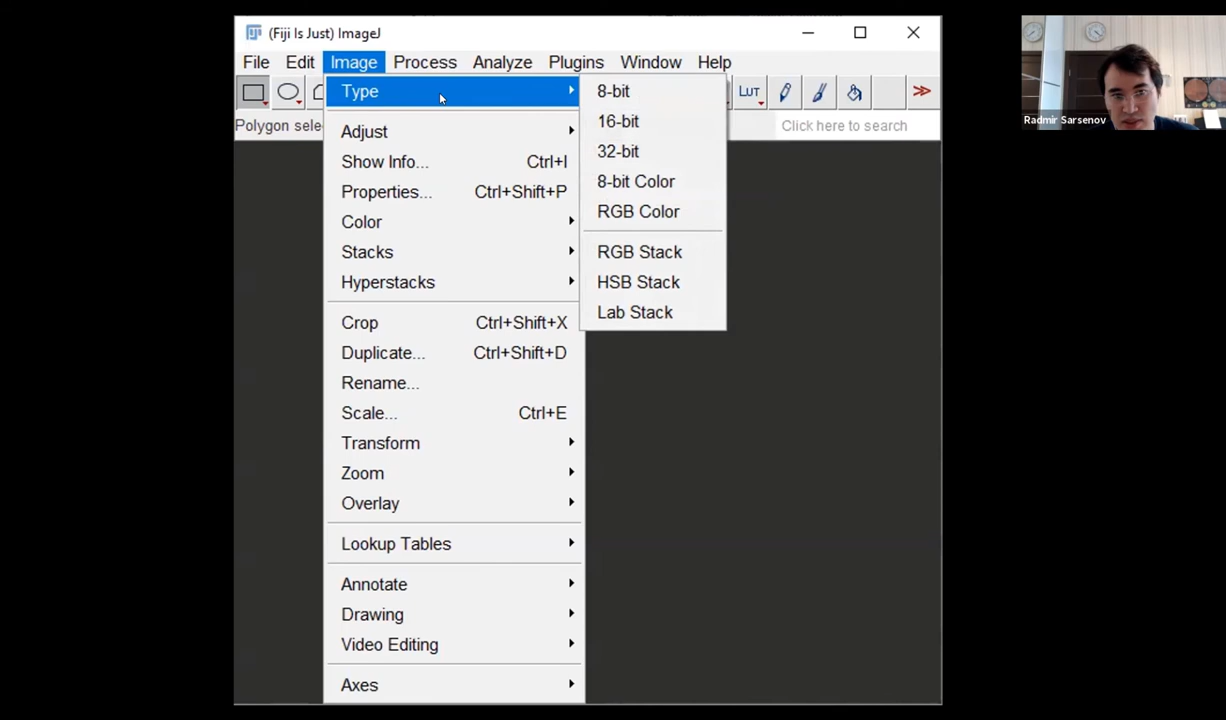 (Fiji Is Just) ImageJ
File Edit Image Process Analyze Plugins Window Help
LUT
>>
Polygon sele
Click here to search
Type
Adjust
Show Info... Ctrl+I
Properties... Ctrl+Shift+P
Color
Stacks
Hyperstacks
Crop Ctrl+Shift+X
Duplicate... Ctrl+Shift+D
Rename...
Scale... Ctrl+E
Transform
Zoom
Overlay
Lookup Tables
Annotate
Drawing
Video Editing
Axes
8-bit
16-bit
32-bit
8-bit Color
RGB Color
RGB Stack
HSB Stack
Lab Stack
Radmir Sarsenov